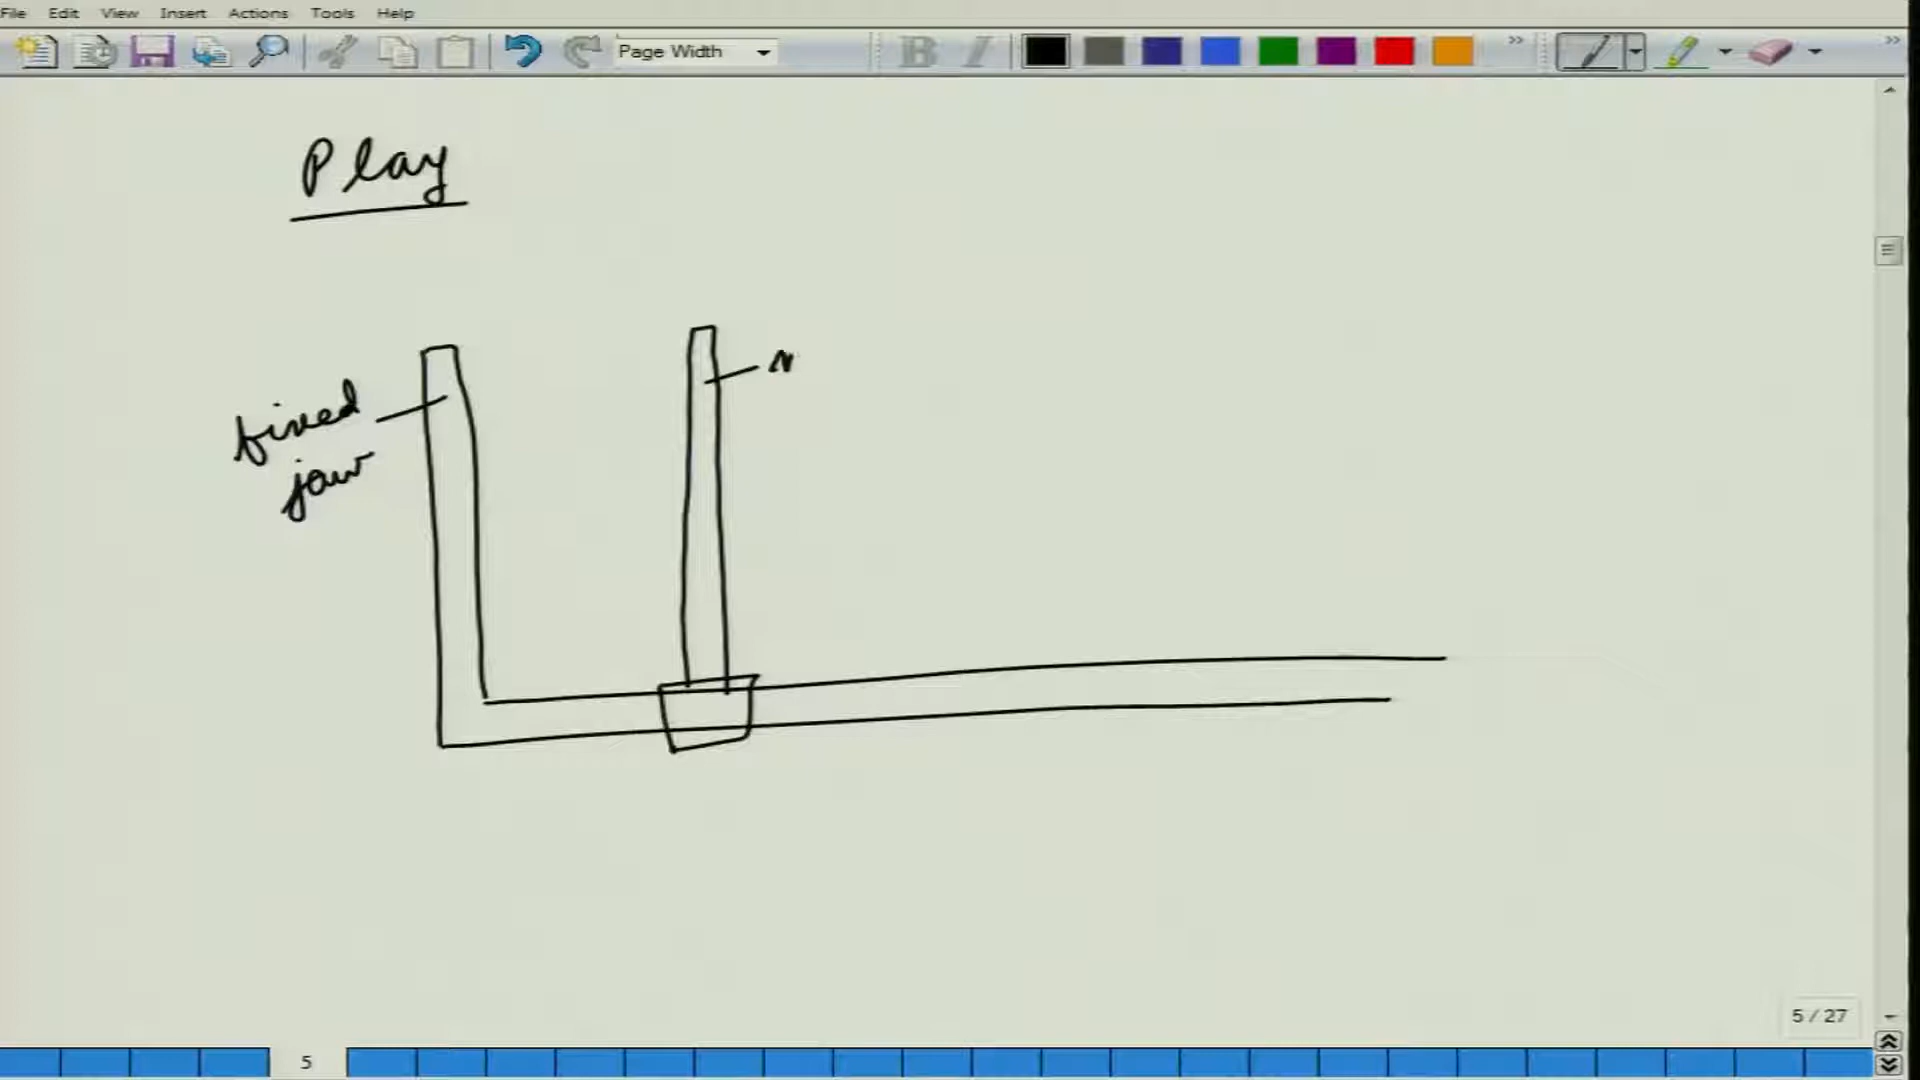 File Edit View Insert Actions Tools Help
Page Width
B I
Play
fixed
jaw
5 / 27
5